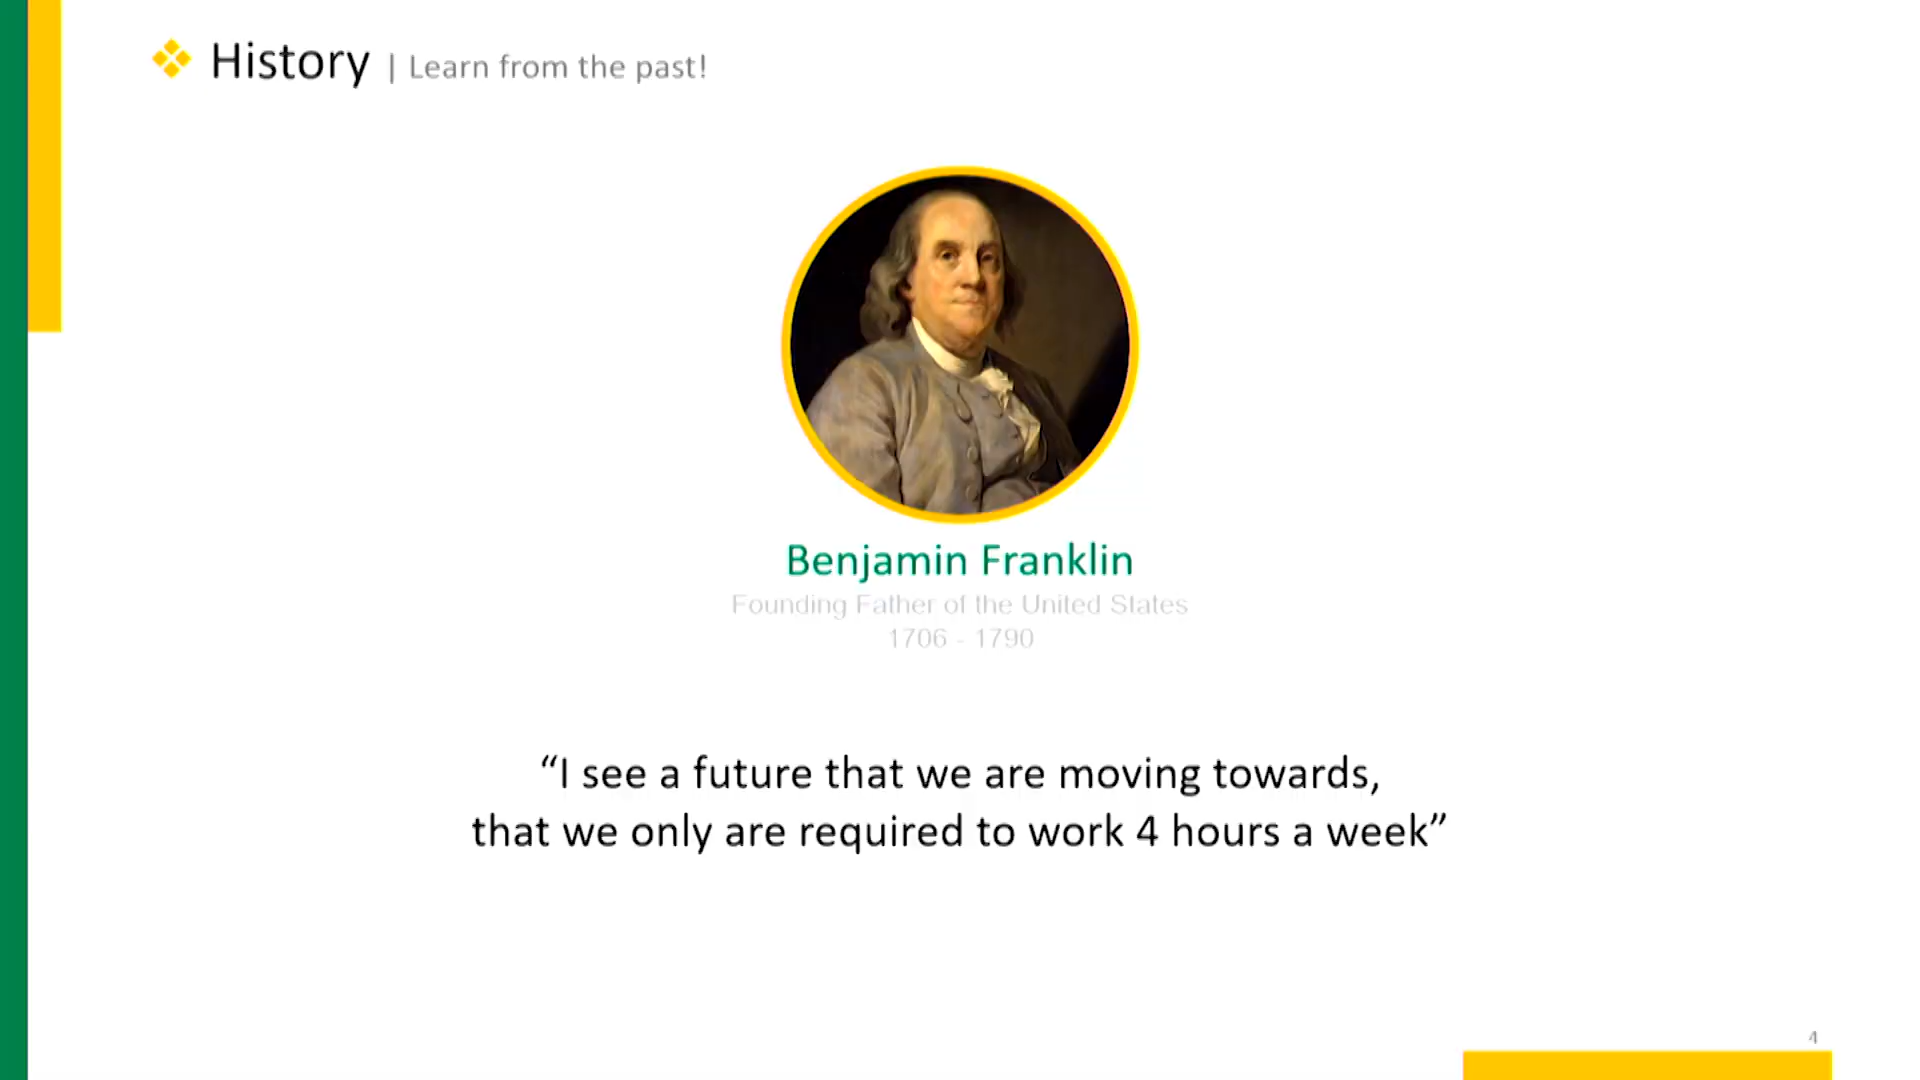 History | Learn from the past!
Benjamin Franklin
Founding Father of the United States
1706 - 1790
“I see a future that we are moving towards,
that we only are required to work 4 hours a week”
4